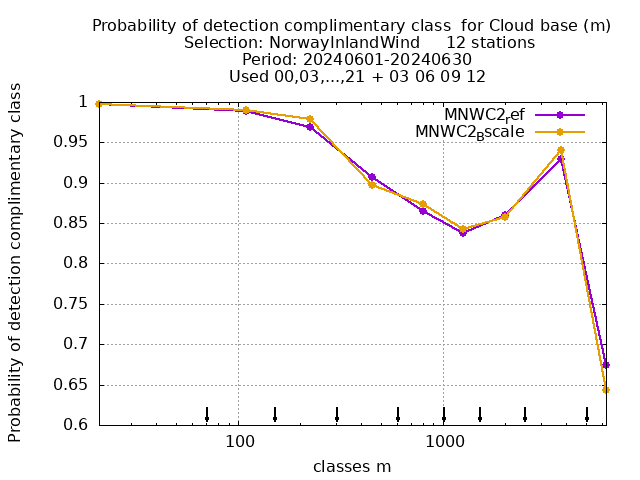 Probability of detection complimentary class  for Cloud base (m)
Selection: NorwayInlandWind     12 stations
Period: 20240601-20240630
Used 00,03,...,21 + 03 06 09 12
Probability of detection complimentary class
1
0.95
0.9
0.85
0.8
0.75
0.7
0.65
0.6
MNWC2_ref
MNWC2_Bscale
100
1000
classes m